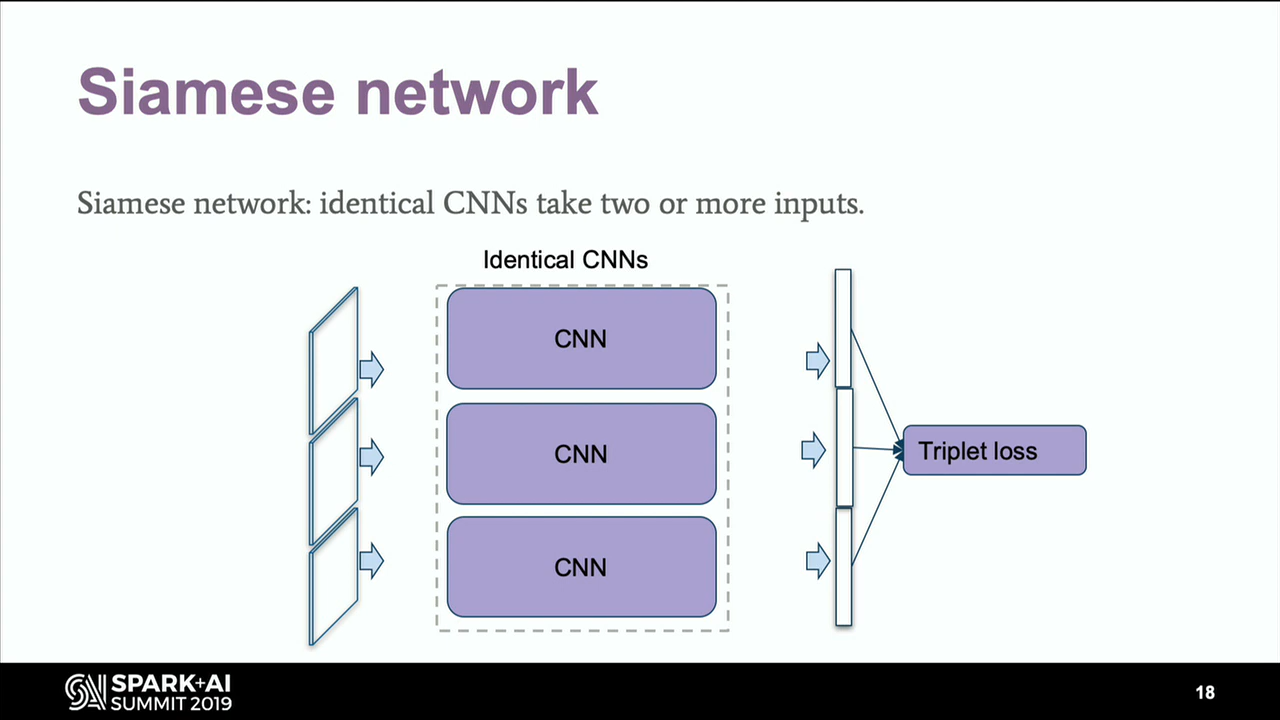 Siamese network
Siamese network: identical CNNs take two or more inputs.
Identical CNNs
CNN
CNN
CNN
Triplet loss
SPARK+AI
SUMMIT 2019
18